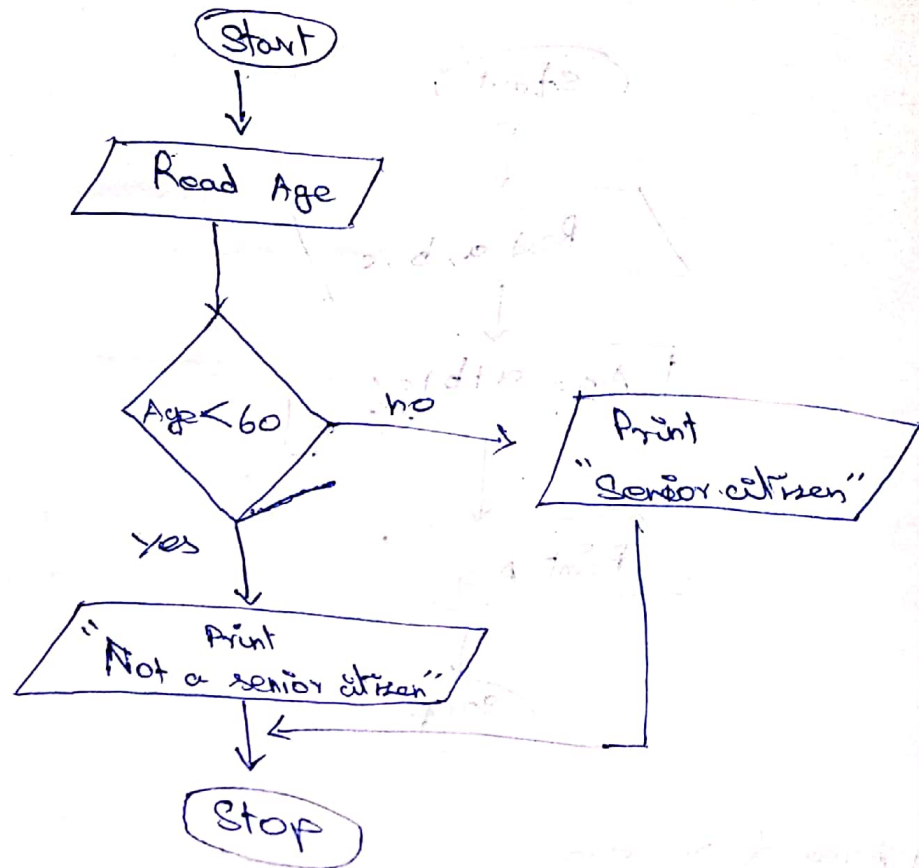 Start
Read Age
Age < 60
no
Print
"Senior citizen"
yes
Print
"Not a senior citizen"
Stop